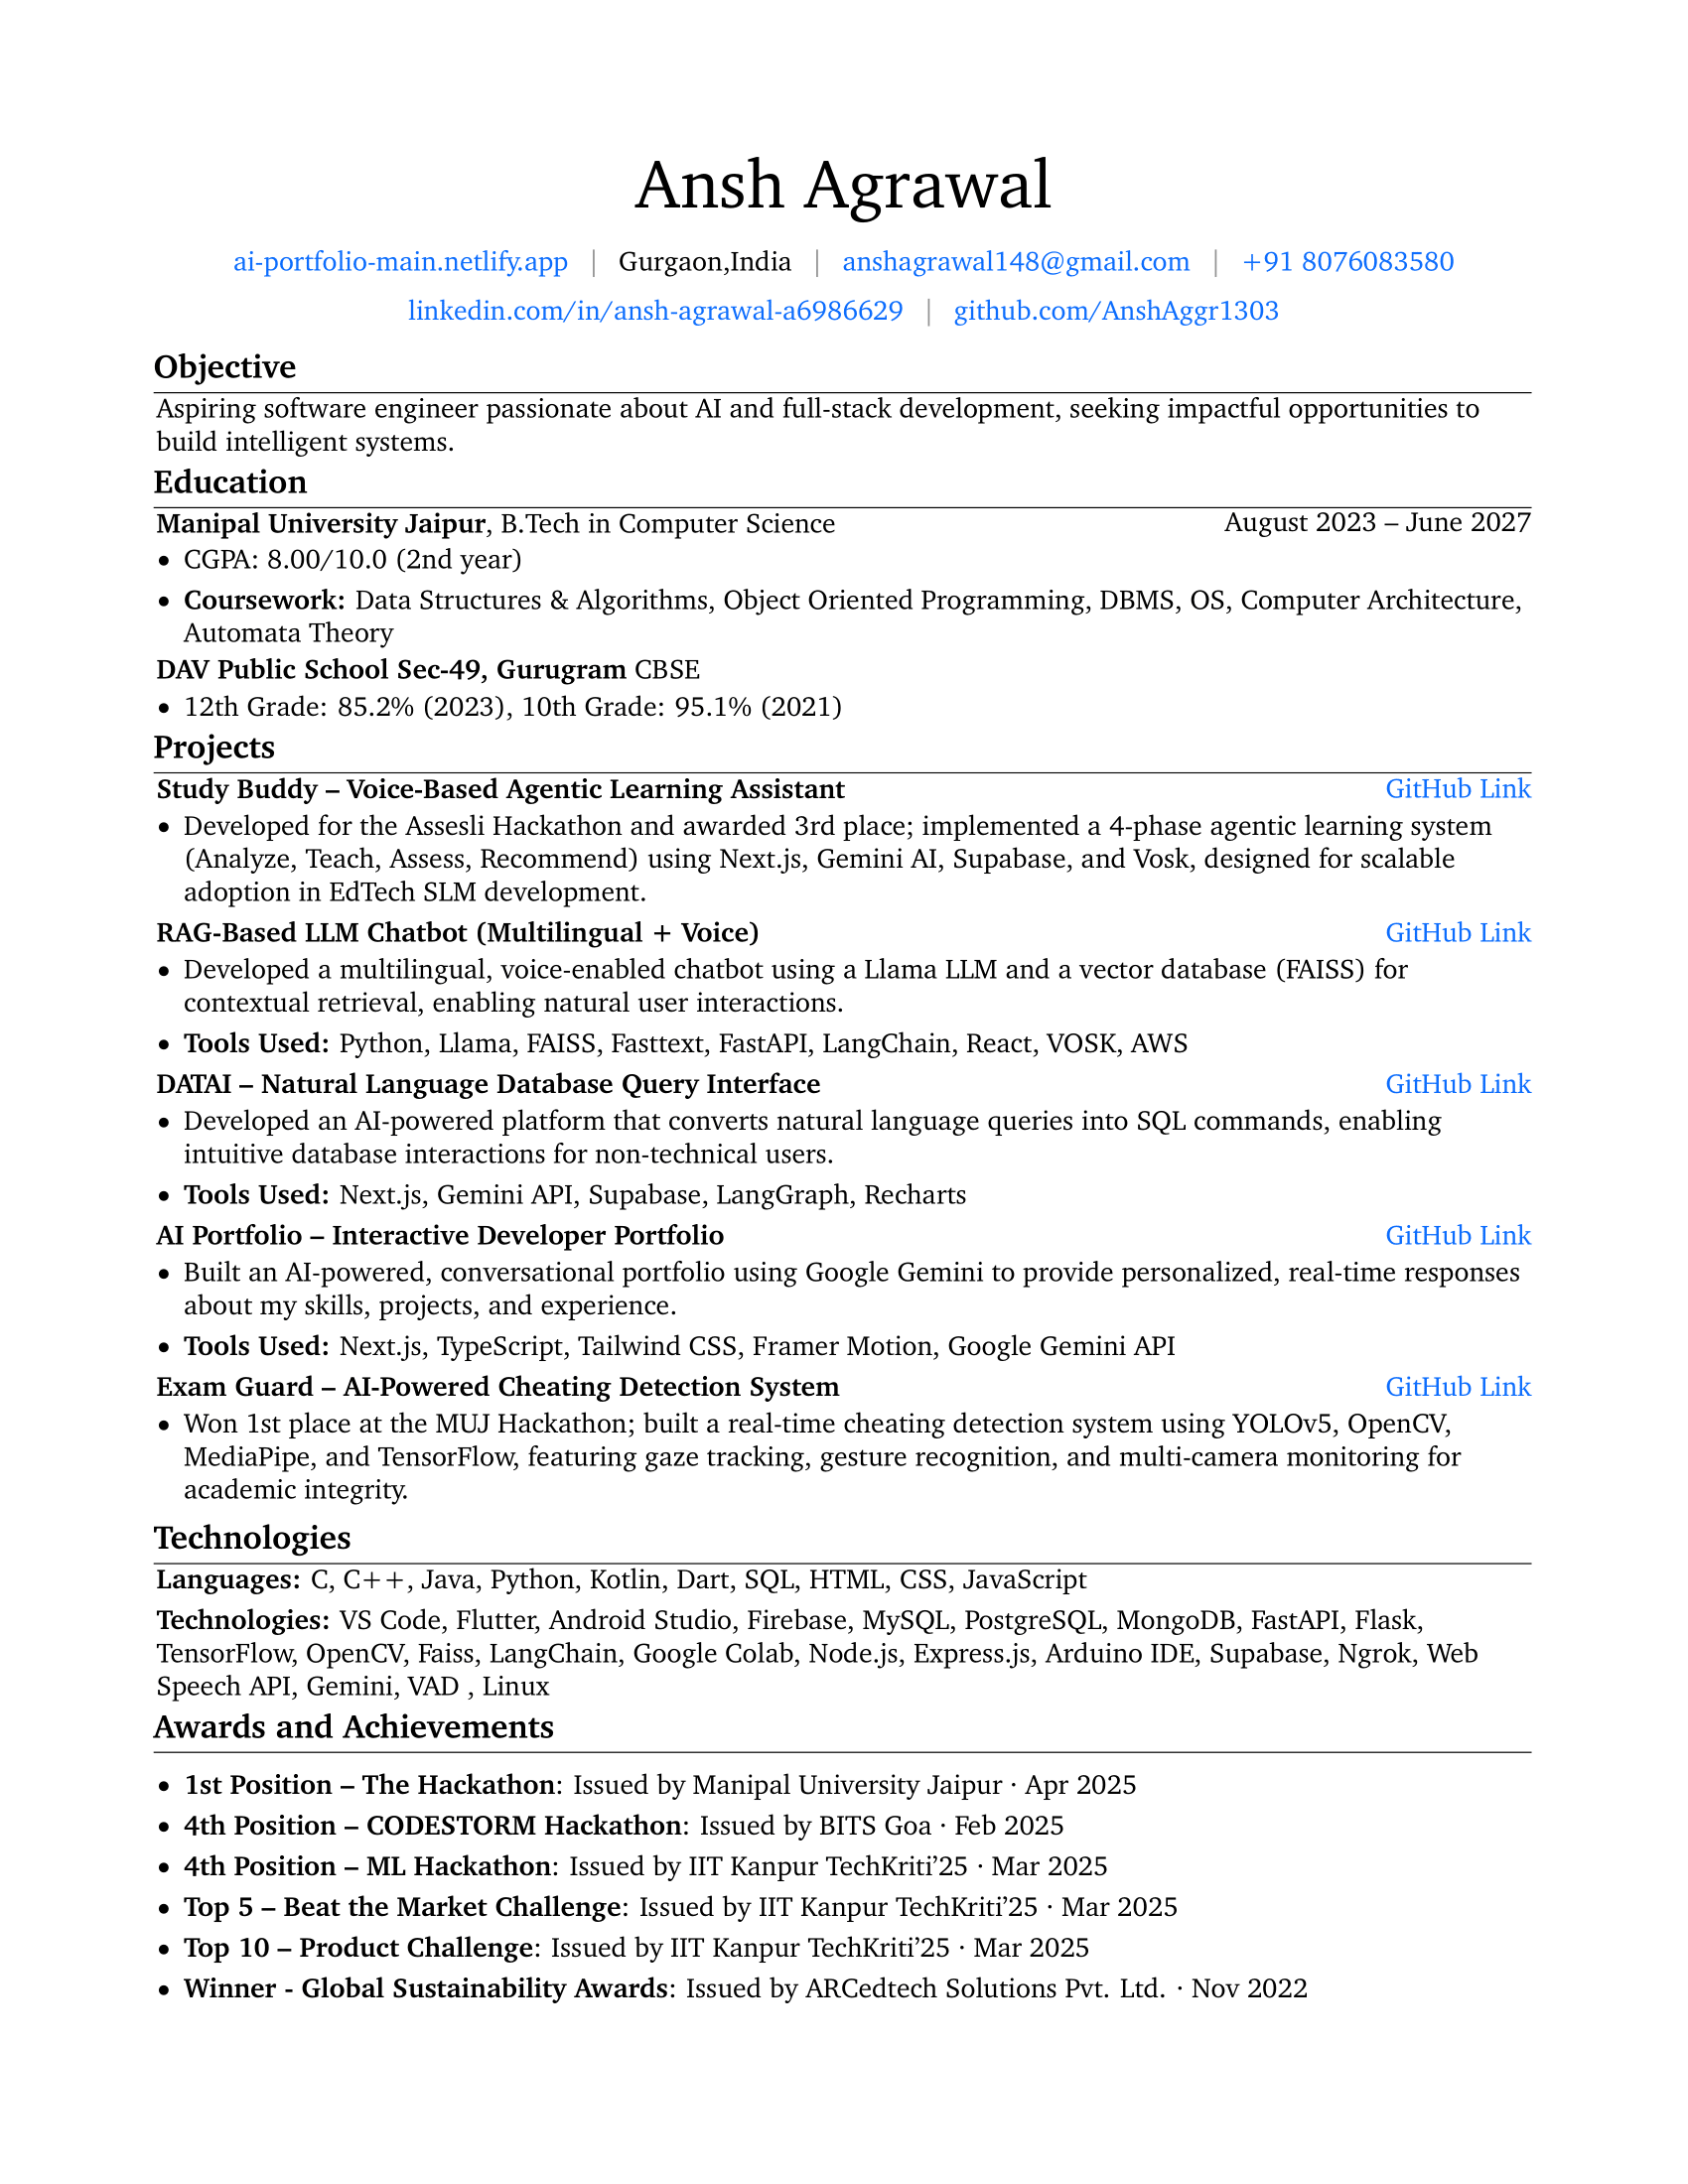 Ansh Agrawal
ai-portfolio-main.netlify.app | Gurgaon,India | anshagrawal148@gmail.com | +91 8076083580
linkedin.com/in/ansh-agrawal-a6986629 | github.com/AnshAggr1303
Objective
Aspiring software engineer passionate about AI and full-stack development, seeking impactful opportunities to
build intelligent systems.
Education
Manipal University Jaipur, B.Tech in Computer Science August 2023 – June 2027
• CGPA: 8.00/10.0 (2nd year)
• Coursework: Data Structures & Algorithms, Object Oriented Programming, DBMS, OS, Computer Architecture,
Automata Theory
DAV Public School Sec-49, Gurugram CBSE
• 12th Grade: 85.2% (2023), 10th Grade: 95.1% (2021)
Projects
Study Buddy – Voice-Based Agentic Learning Assistant GitHub Link
• Developed for the Assesli Hackathon and awarded 3rd place; implemented a 4-phase agentic learning system
(Analyze, Teach, Assess, Recommend) using Next.js, Gemini AI, Supabase, and Vosk, designed for scalable
adoption in EdTech SLM development.
RAG-Based LLM Chatbot (Multilingual + Voice) GitHub Link
• Developed a multilingual, voice-enabled chatbot using a Llama LLM and a vector database (FAISS) for
contextual retrieval, enabling natural user interactions.
• Tools Used: Python, Llama, FAISS, Fasttext, FastAPI, LangChain, React, VOSK, AWS
DATAI – Natural Language Database Query Interface GitHub Link
• Developed an AI-powered platform that converts natural language queries into SQL commands, enabling
intuitive database interactions for non-technical users.
• Tools Used: Next.js, Gemini API, Supabase, LangGraph, Recharts
AI Portfolio – Interactive Developer Portfolio GitHub Link
• Built an AI-powered, conversational portfolio using Google Gemini to provide personalized, real-time responses
about my skills, projects, and experience.
• Tools Used: Next.js, TypeScript, Tailwind CSS, Framer Motion, Google Gemini API
Exam Guard – AI-Powered Cheating Detection System GitHub Link
• Won 1st place at the MUJ Hackathon; built a real-time cheating detection system using YOLOv5, OpenCV,
MediaPipe, and TensorFlow, featuring gaze tracking, gesture recognition, and multi-camera monitoring for
academic integrity.
Technologies
Languages: C, C++, Java, Python, Kotlin, Dart, SQL, HTML, CSS, JavaScript
Technologies: VS Code, Flutter, Android Studio, Firebase, MySQL, PostgreSQL, MongoDB, FastAPI, Flask,
TensorFlow, OpenCV, Faiss, LangChain, Google Colab, Node.js, Express.js, Arduino IDE, Supabase, Ngrok, Web
Speech API, Gemini, VAD , Linux
Awards and Achievements
• 1st Position – The Hackathon: Issued by Manipal University Jaipur · Apr 2025
• 4th Position – CODESTORM Hackathon: Issued by BITS Goa · Feb 2025
• 4th Position – ML Hackathon: Issued by IIT Kanpur TechKriti’25 · Mar 2025
• Top 5 – Beat the Market Challenge: Issued by IIT Kanpur TechKriti’25 · Mar 2025
• Top 10 – Product Challenge: Issued by IIT Kanpur TechKriti’25 · Mar 2025
• Winner - Global Sustainability Awards: Issued by ARCedtech Solutions Pvt. Ltd. · Nov 2022